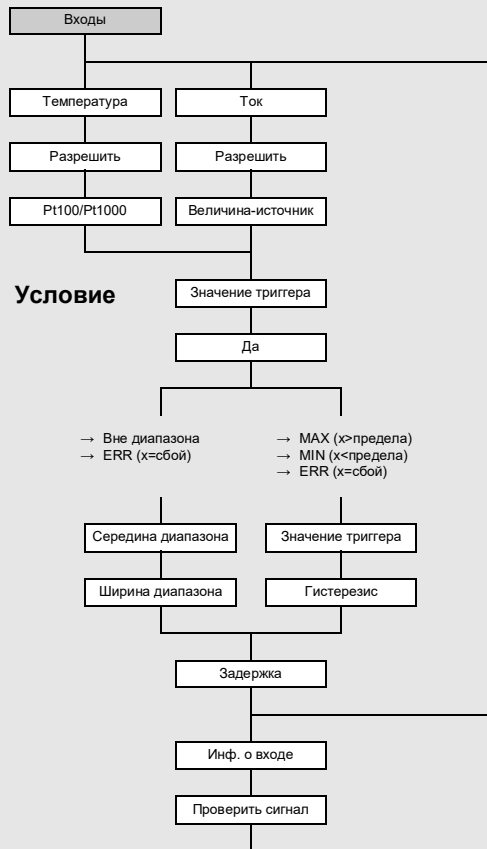 Входы
Температура
Ток
Разрешить
Разрешить
Pt100/Pt1000
Величина-источник
Условие
Значение триггера
Да
→ Вне диапазона
→ ERR (x=сбой)
→ MAX (x>предела)
→ MIN (x<предела)
→ ERR (x=сбой)
Середина диапазона
Значение триггера
Ширина диапазона
Гистерезис
Задержка
Инф. о входе
Проверить сигнал